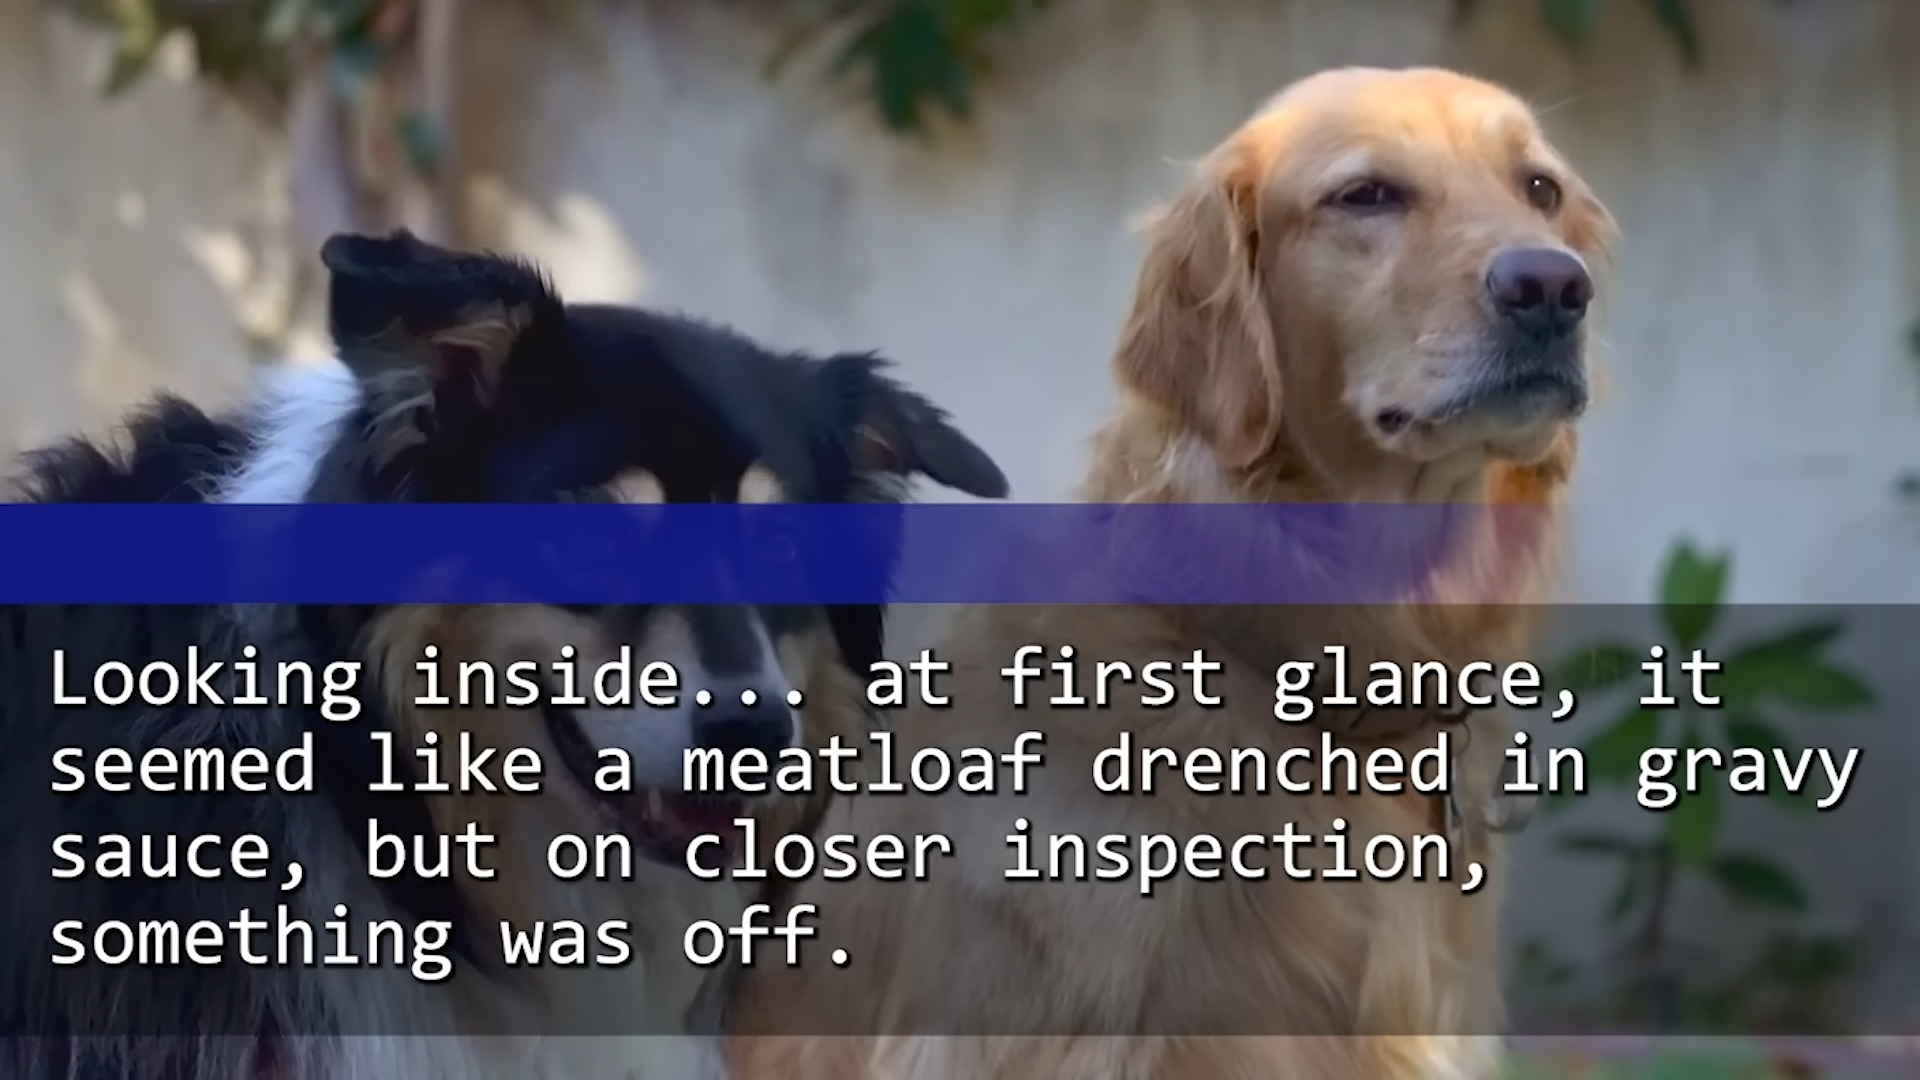 Looking inside... at first glance, it
seemed like a meatloaf drenched in gravy
sauce, but on closer inspection,
something was off.